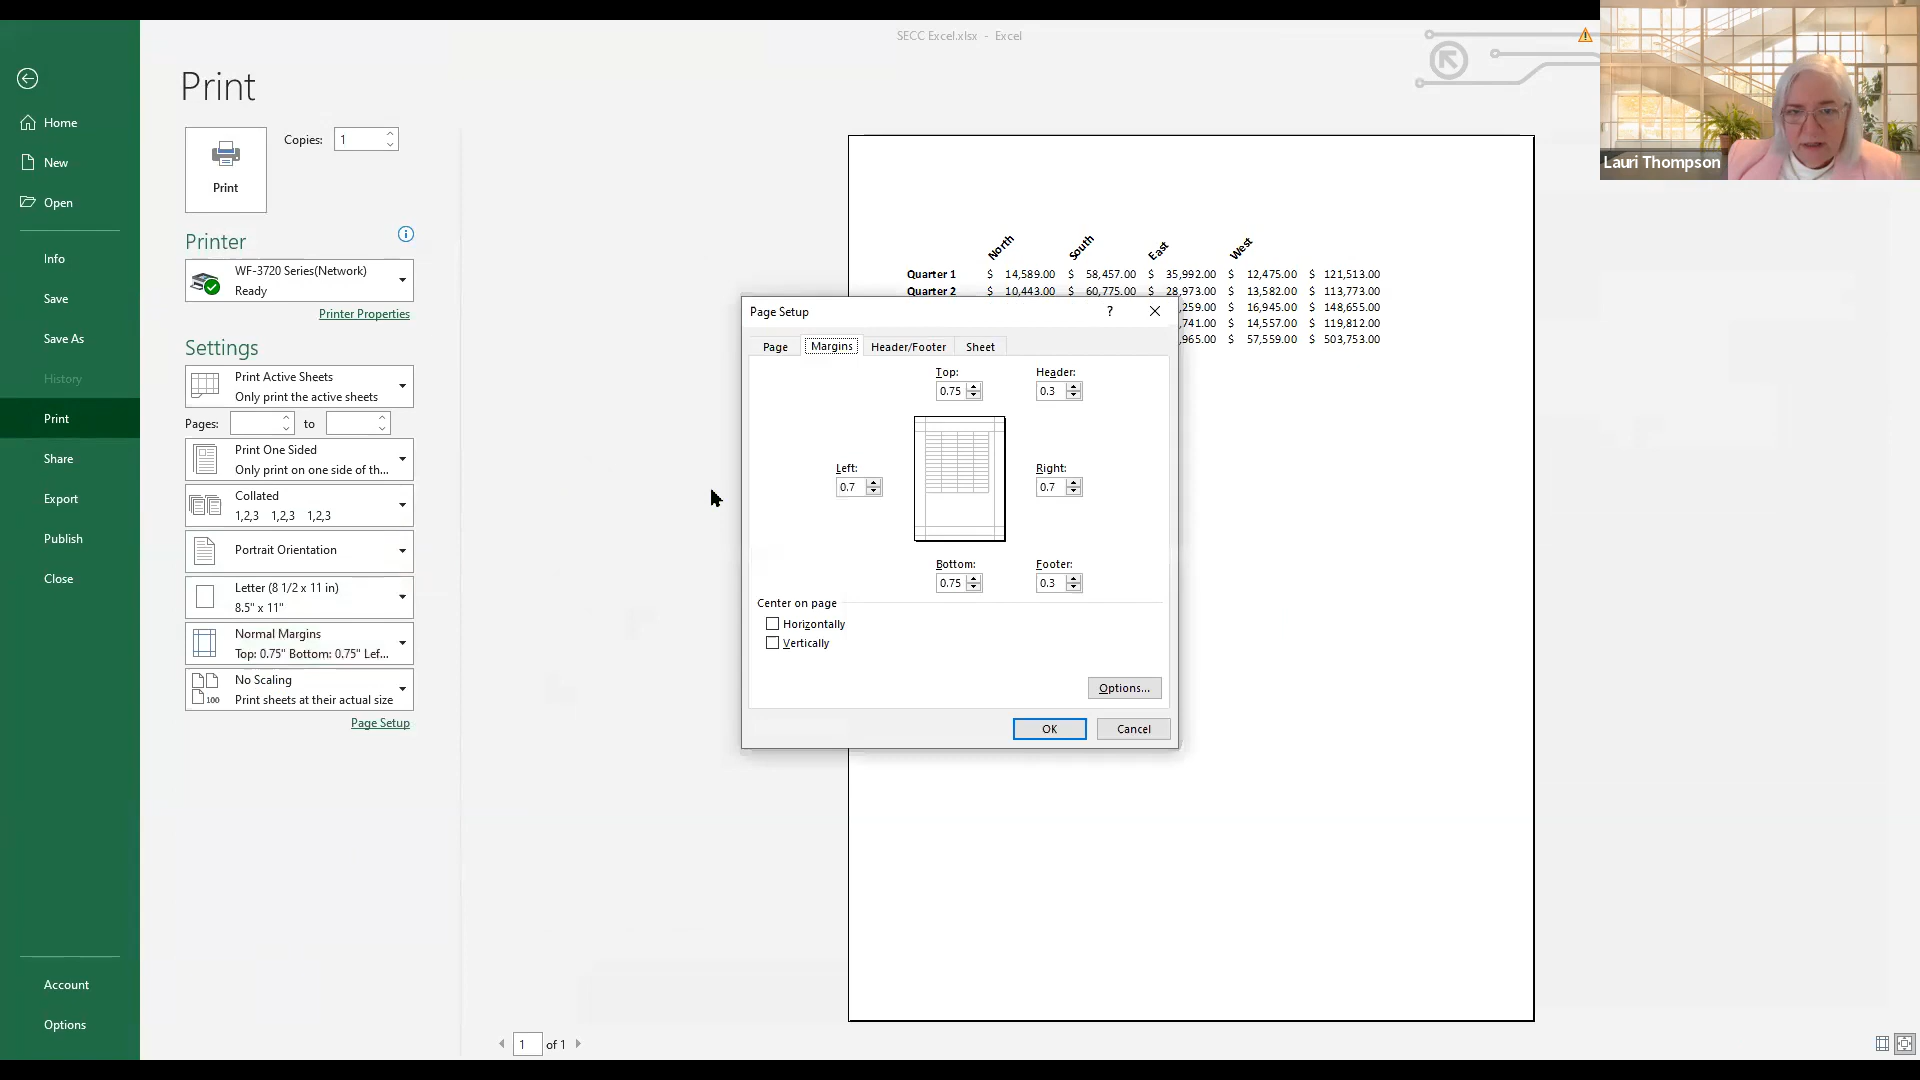 SECC Excel.xlsx - Excel
Lauri Thompson
Home
New
Open
Info
Save
Save As
History
Print
Share
Export
Publish
Close
Account
Options
Print
Print
Copies: 1
Printer
WF-3720 Series(Network)
Ready
Printer Properties
Settings
Print Active Sheets
Only print the active sheets
Pages: to
Print One Sided
Only print on one side of th...
Collated
1,2,3 1,2,3 1,2,3
Portrait Orientation
Letter (8 1/2 x 11 in)
8.5" x 11"
Normal Margins
Top: 0.75" Bottom: 0.75" Lef...
No Scaling
100
Print sheets at their actual size
Page Setup
North South East West
Quarter 1 $ 14,589.00 $ 58,457.00 $ 35,992.00 $ 12,475.00 $ 121,513.00
Quarter 2 $ 10,443.00 $ 60,775.00 $ 28,973.00 $ 13,582.00 $ 113,773.00
,259.00 $ 16,945.00 $ 148,655.00
,741.00 $ 14,557.00 $ 119,812.00
,965.00 $ 57,559.00 $ 503,753.00
Page Setup ?
Page Margins Header/Footer Sheet
Top: Header:
0.75 0.3
Left: Right:
0.7 0.7
Bottom: Footer:
0.75 0.3
Center on page
Horizontally
Vertically
Options...
OK Cancel
1 of 1